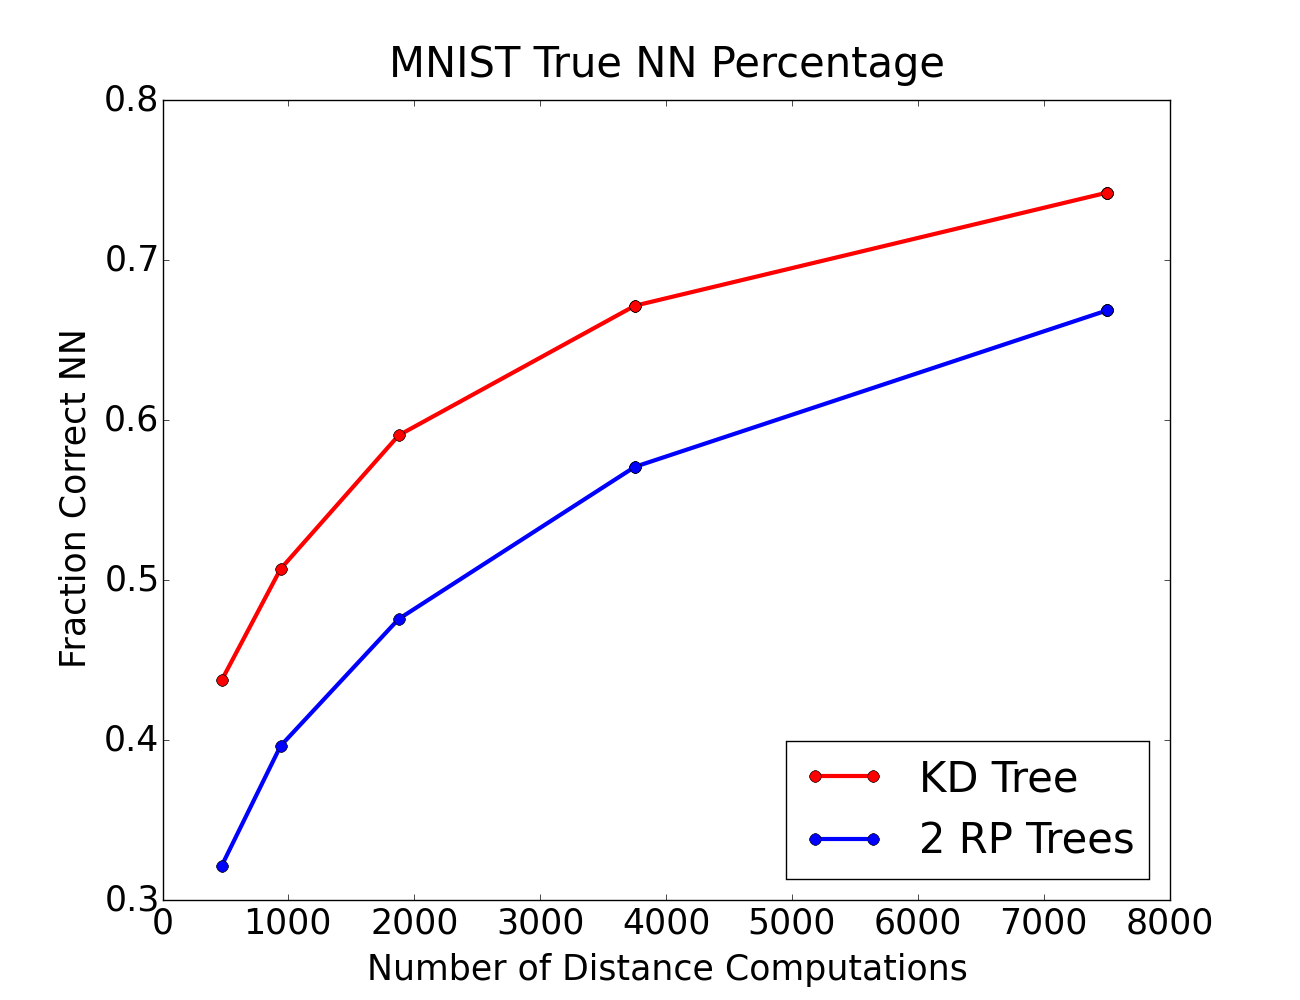 MNIST True NN Percentage
0.8
0.7
0.6
0.5
0.4
0.3
Fraction Correct NN
KD Tree
2 RP Trees
0 1000 2000 3000 4000 5000 6000 7000 8000
Number of Distance Computations